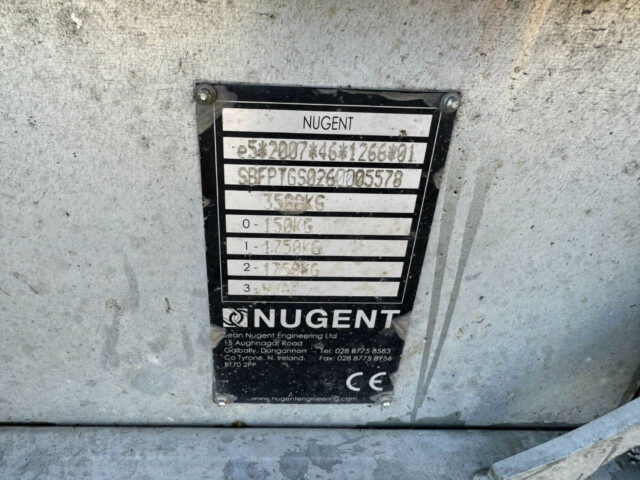 NUGENT
e5*2007*46*1266*01
3500KG
0 - 150KG
1 - 1750KG
2 - 1750KG
3 -
NUGENT
Sean Nugent Engineering Ltd
15 Aughnagar Road
Galbally, Dungannon Tel: 028 8775 8583
Co Tyrone, N. Ireland. Fax: 028 8775 8956
BT70 2PP
CE
www.nugentengineering.com